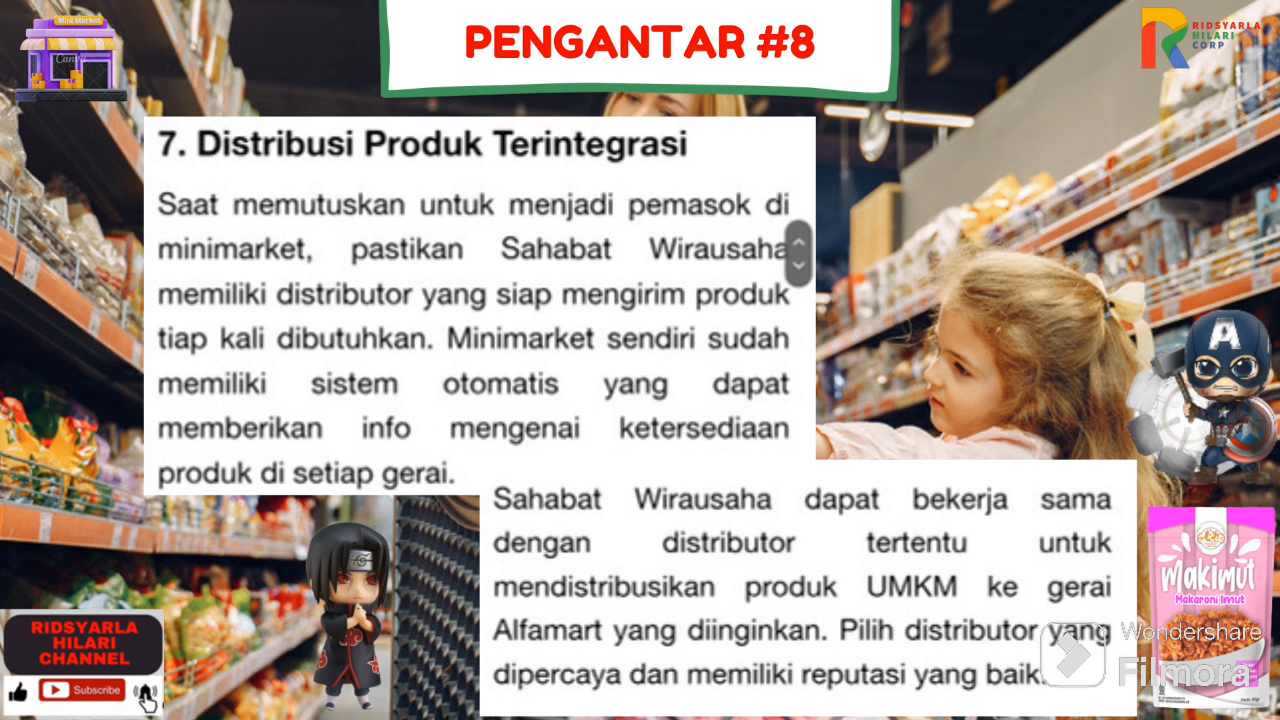 Mini Market
Canva
PENGANTAR #8
RIDSYARLA
HILARI
CORP
7. Distribusi Produk Terintegrasi
Saat memutuskan untuk menjadi pemasok di
minimarket, pastikan Sahabat Wirausaha
memiliki distributor yang siap mengirim produk
tiap kali dibutuhkan. Minimarket sendiri sudah
memiliki sistem otomatis yang dapat
memberikan info mengenai ketersediaan
produk di setiap gerai.
Sahabat Wirausaha dapat bekerja sama
dengan distributor tertentu untuk
mendistribusikan produk UMKM ke gerai
Alfamart yang diinginkan. Pilih distributor yang
dipercaya dan memiliki reputasi yang baik.
A
makimut
Makaroni Imut
Wondershare
Filmora
RIDSYARLA
HILARI
CHANNEL
Subscribe